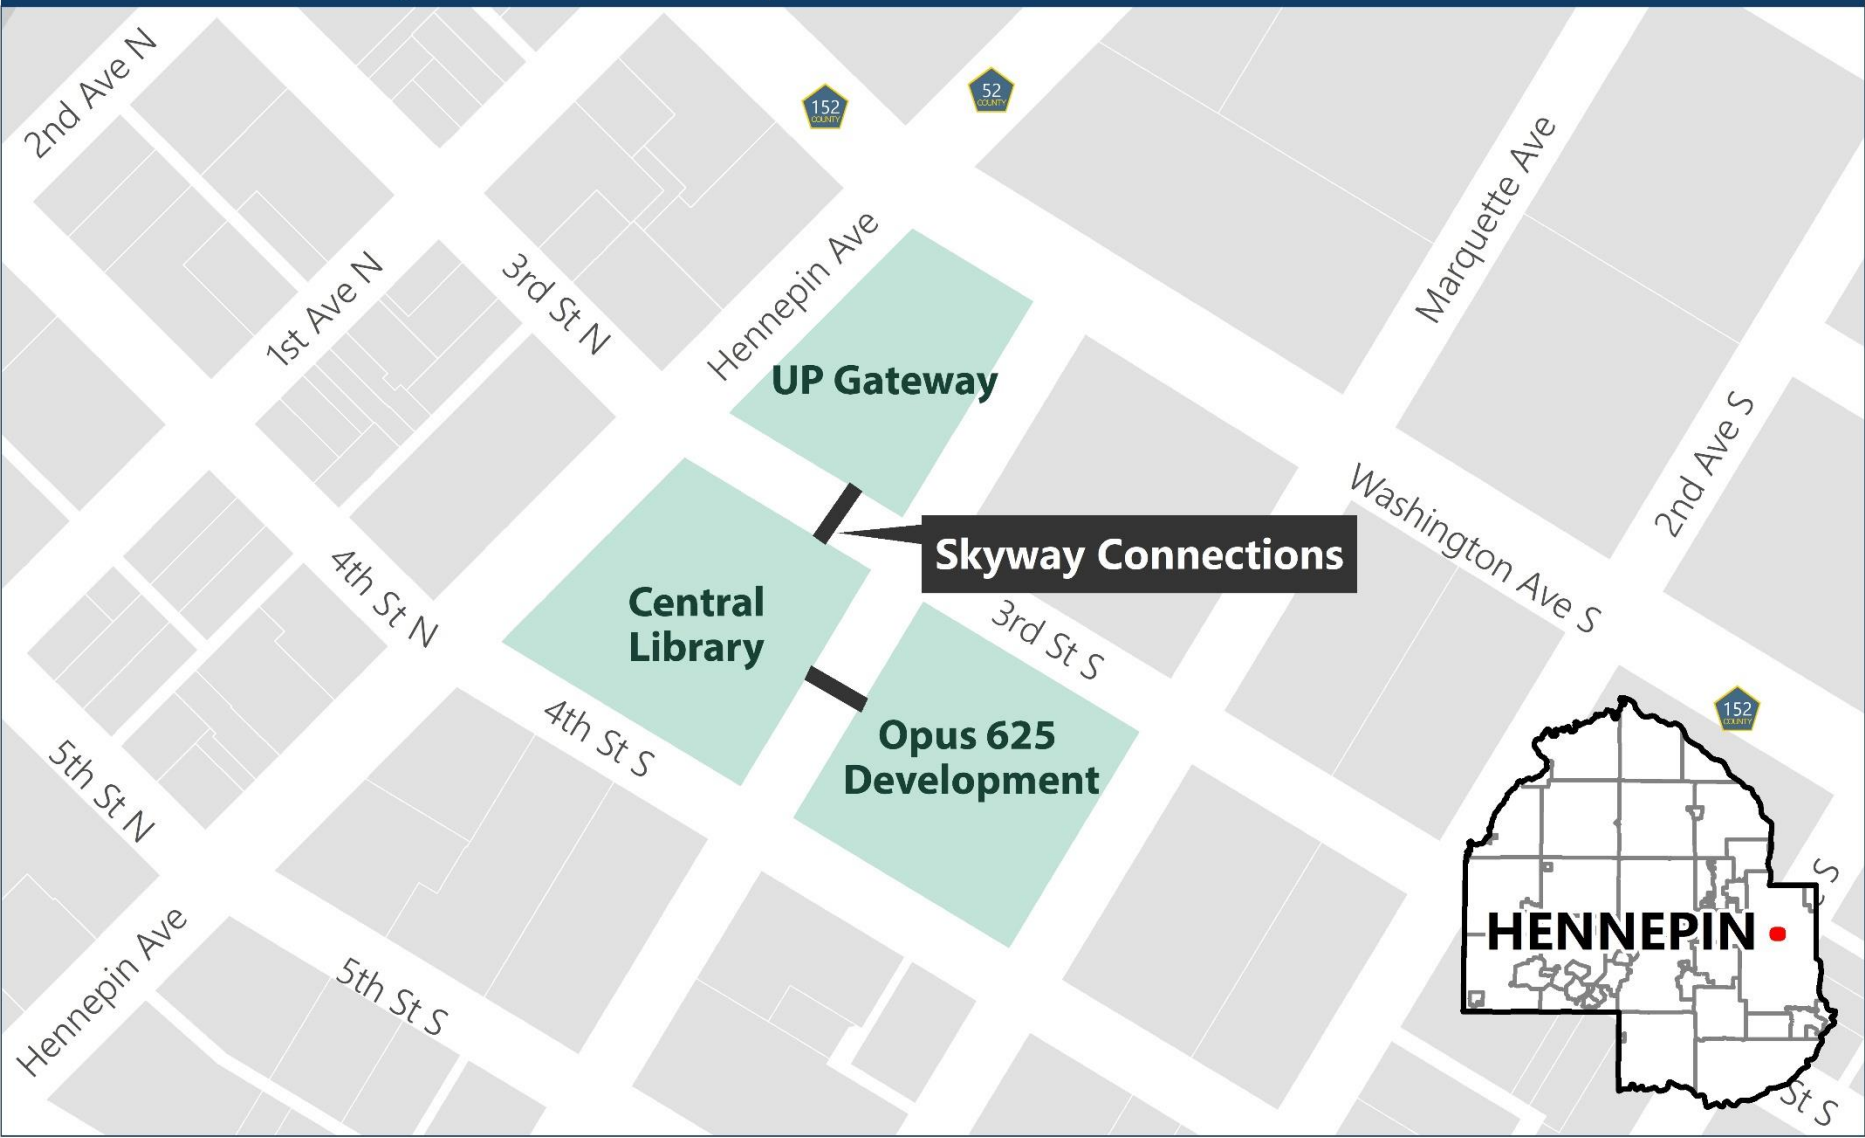 2nd Ave N
152
COUNTY
52
COUNTY
Marquette Ave
Hennepin Ave
1st Ave N
3rd St N
UP Gateway
2nd Ave S
Washington Ave S
Skyway Connections
4th St N
Central
Library
3rd St S
4th St S
Opus 625
Development
152
COUNTY
5th St N
S
HENNEPIN
Hennepin Ave
5th St S
St S